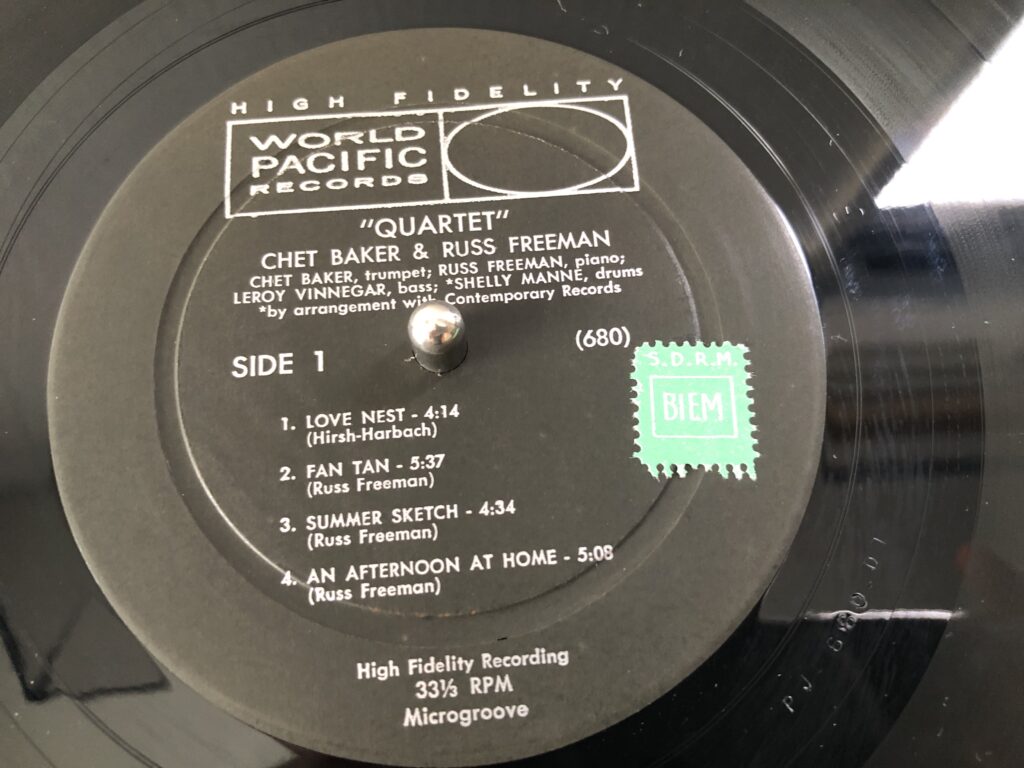 HIGH FIDELITY
WORLD
PACIFIC
RECORDS
"QUARTET"
CHET BAKER & RUSS FREEMAN
CHET BAKER, trumpet; RUSS FREEMAN, piano;
LEROY VINNEGAR, bass; *SHELLY MANNE, drums
*by arrangement with Contemporary Records
SIDE 1
(680)
S.D.R.M.
BIEM
1. LOVE NEST - 4:14
(Hirsh-Harbach)
2. FAN TAN - 5:37
(Russ Freeman)
3. SUMMER SKETCH - 4:34
(Russ Freeman)
4. AN AFTERNOON AT HOME - 5:08
(Russ Freeman)
High Fidelity Recording
33⅓ RPM
Microgroove